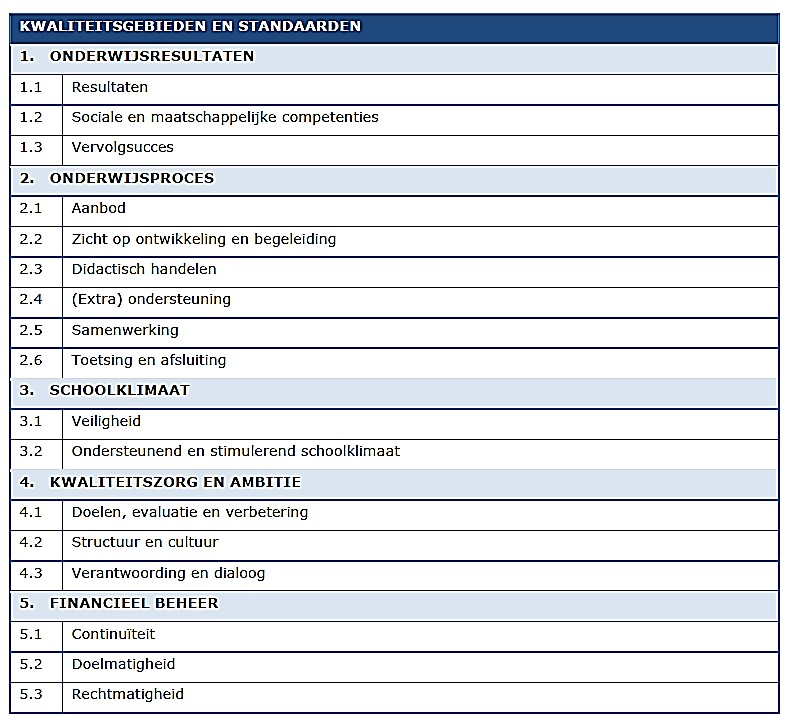 KWALITEITSGEBIEDEN EN STANDAARDEN
1. ONDERWIJSRESULTATEN
1.1 Resultaten
1.2 Sociale en maatschappelijke competenties
1.3 Vervolgsucces
2. ONDERWIJSPROCES
2.1 Aanbod
2.2 Zicht op ontwikkeling en begeleiding
2.3 Didactisch handelen
2.4 (Extra) ondersteuning
2.5 Samenwerking
2.6 Toetsing en afsluiting
3. SCHOOLKLIMAAT
3.1 Veiligheid
3.2 Ondersteunend en stimulerend schoolklimaat
4. KWALITEITSZORG EN AMBITIE
4.1 Doelen, evaluatie en verbetering
4.2 Structuur en cultuur
4.3 Verantwoording en dialoog
5. FINANCIEEL BEHEER
5.1 Continuïteit
5.2 Doelmatigheid
5.3 Rechtmatigheid